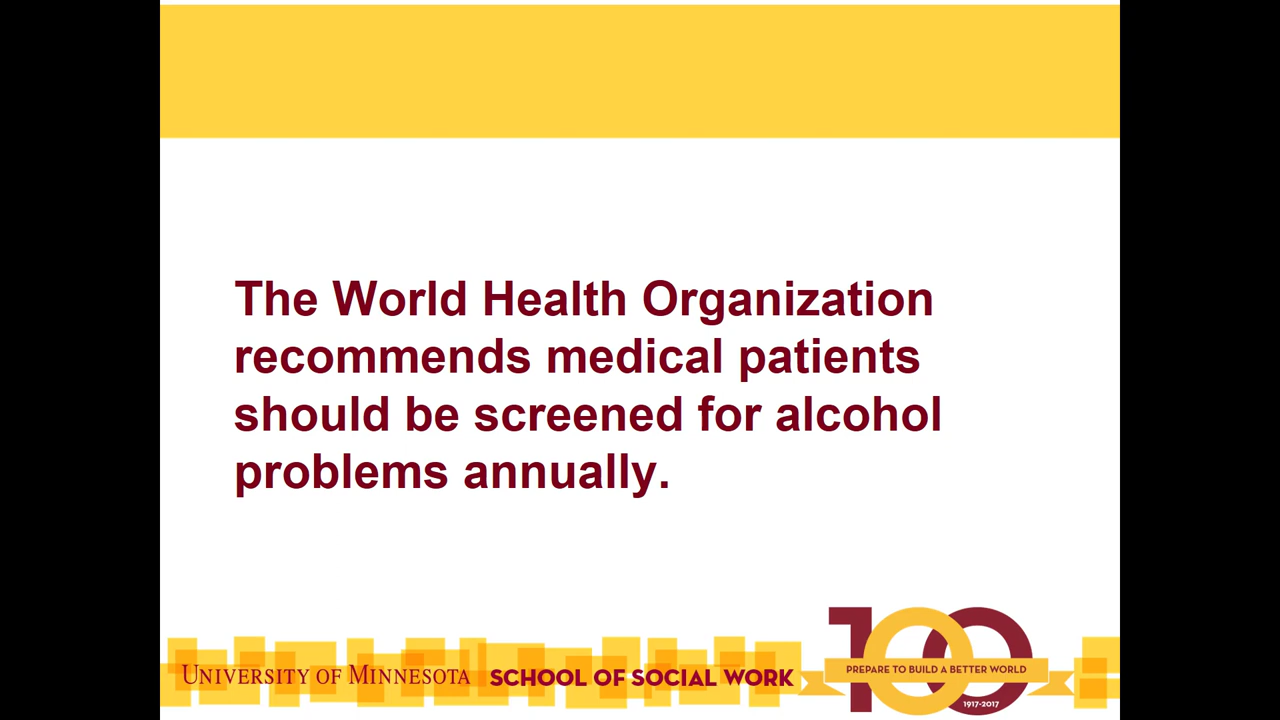 The World Health Organization
recommends medical patients
should be screened for alcohol
problems annually.
UNIVERSITY OF MINNESOTA SCHOOL OF SOCIAL WORK
100
PREPARE TO BUILD A BETTER WORLD
1917-2017